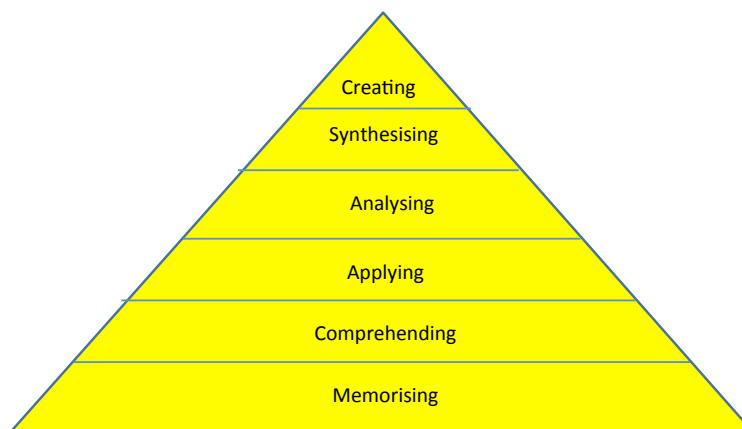 Creating
Synthesising
Analysing
Applying
Comprehending
Memorising